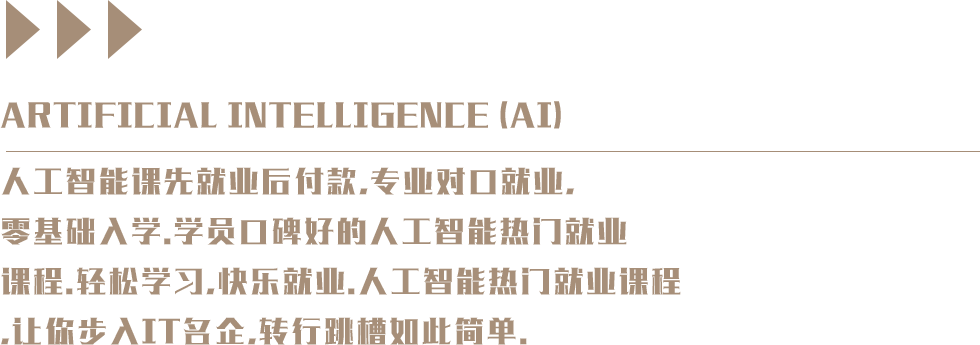 ARTIFICIAL INTELLIGENCE (AI)
人工智能课先就业后付款,专业对口就业,
零基础入学.学员口碑好的人工智能热门就业
课程.轻松学习,快乐就业.人工智能热门就业课程
,让你步入IT名企,转行跳槽如此简单.